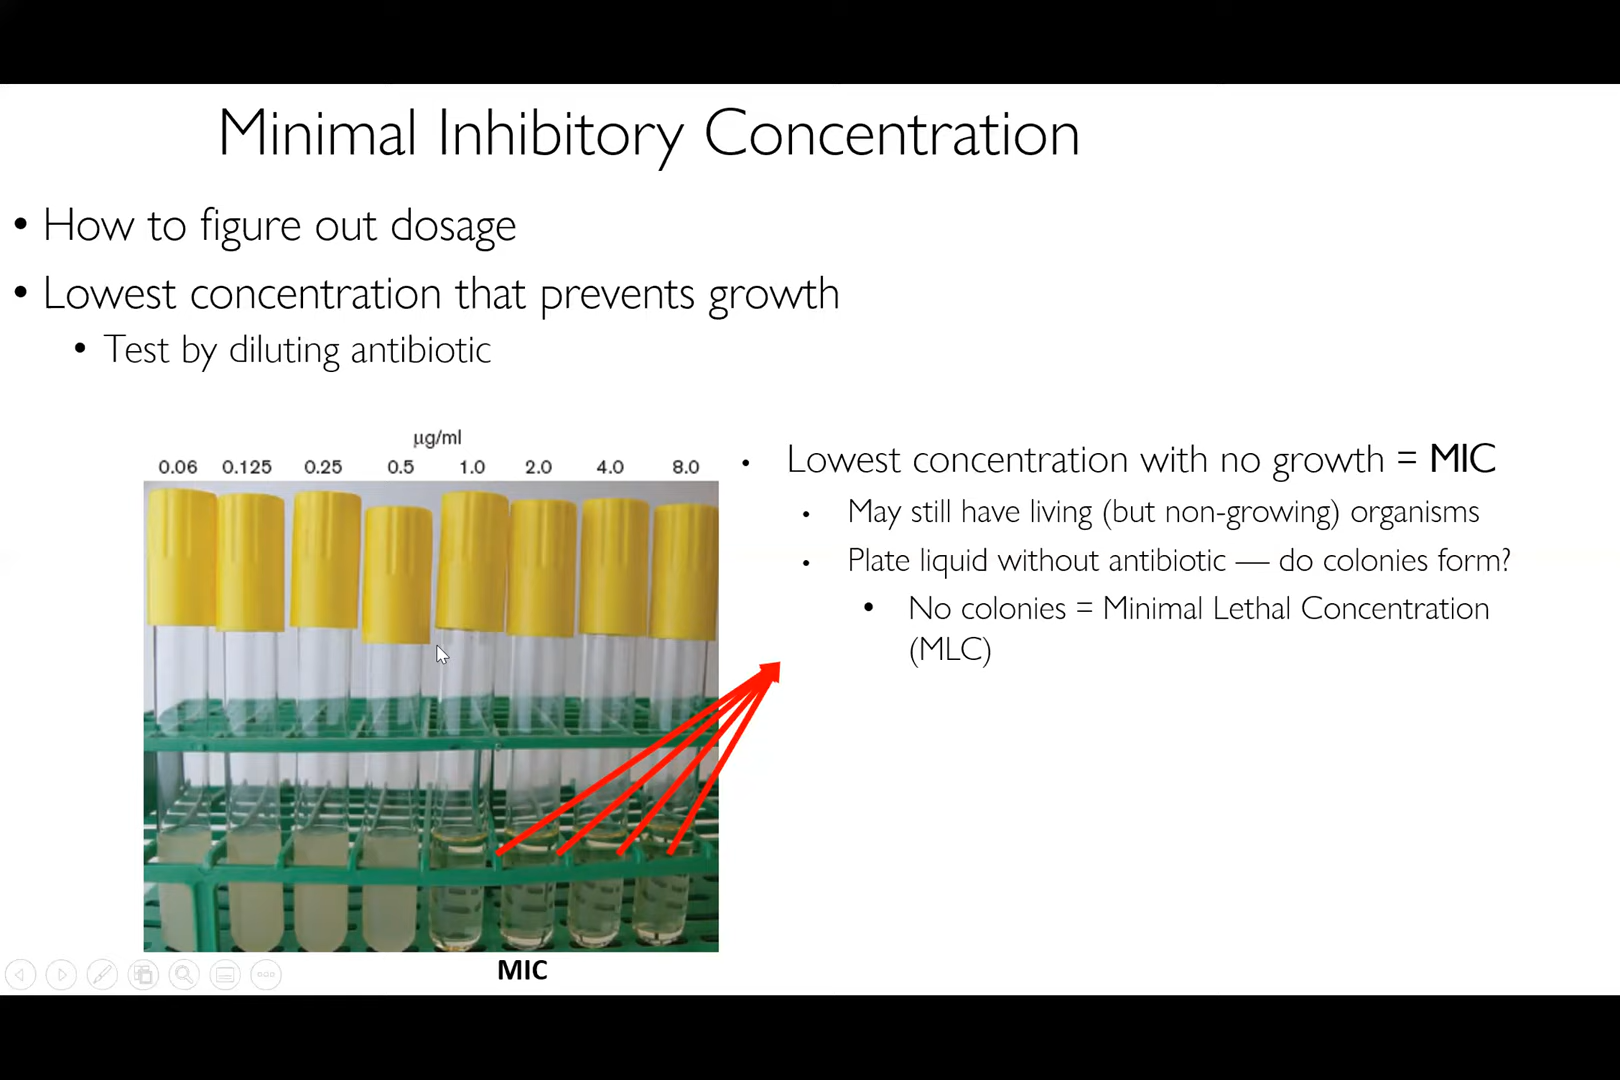 Minimal Inhibitory Concentration
• How to figure out dosage
• Lowest concentration that prevents growth
• Test by diluting antibiotic
µg/ml
0.06 0.125 0.25 0.5 1.0 2.0 4.0 8.0
• Lowest concentration with no growth = MIC
• May still have living (but non-growing) organisms
• Plate liquid without antibiotic — do colonies form?
• No colonies = Minimal Lethal Concentration
(MLC)
MIC